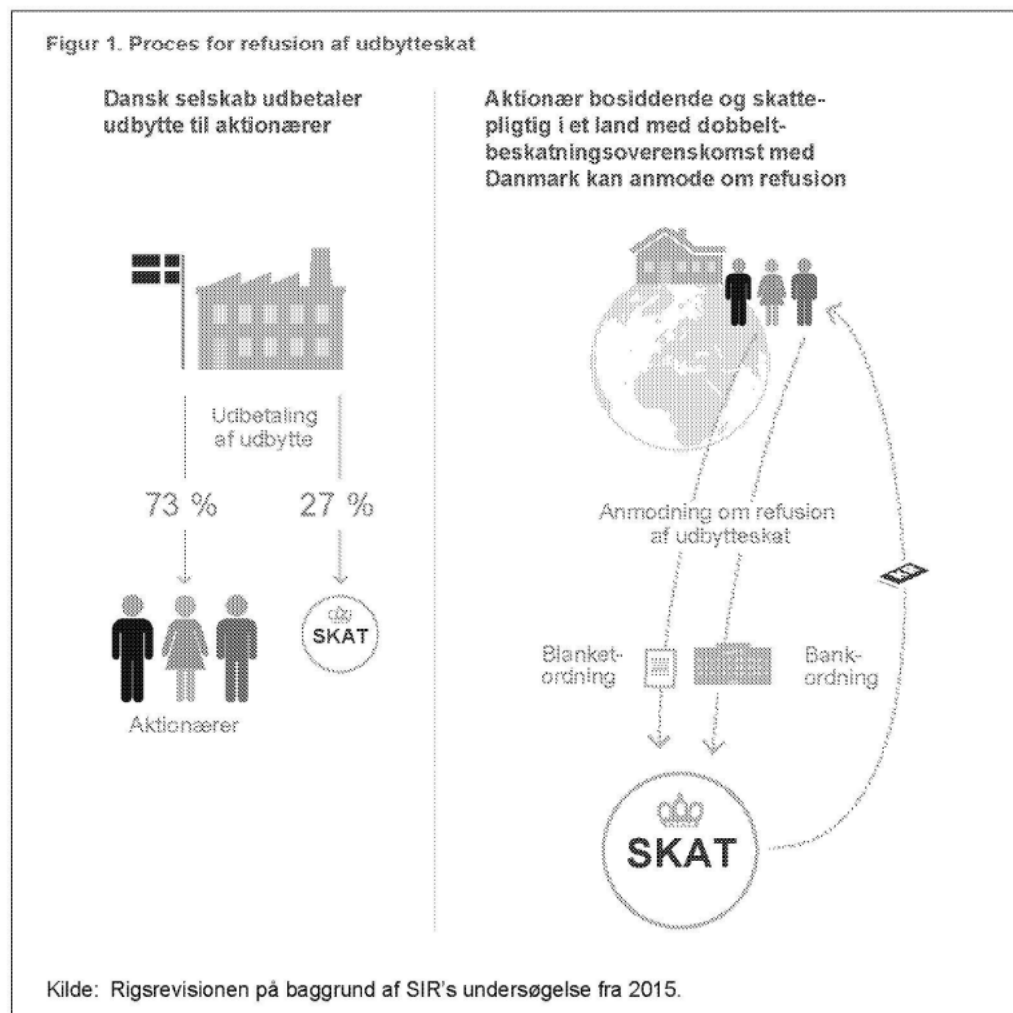 Figur 1. Proces for refusion af udbytteskat
Dansk selskab udbetaler
udbytte til aktionærer
Udbetaling
af udbytte
73 %
27 %
SKAT
Aktionærer
Aktionær bosiddende og skatte-
pligtig i et land med dobbelt-
beskatningsoverenskomst med
Danmark kan anmode om refusion
Anmodning om refusion
af udbytteskat
Blanket-
ordning
Bank-
ordning
SKAT
Kilde: Rigsrevisionen på baggrund af SIR's undersøgelse fra 2015.